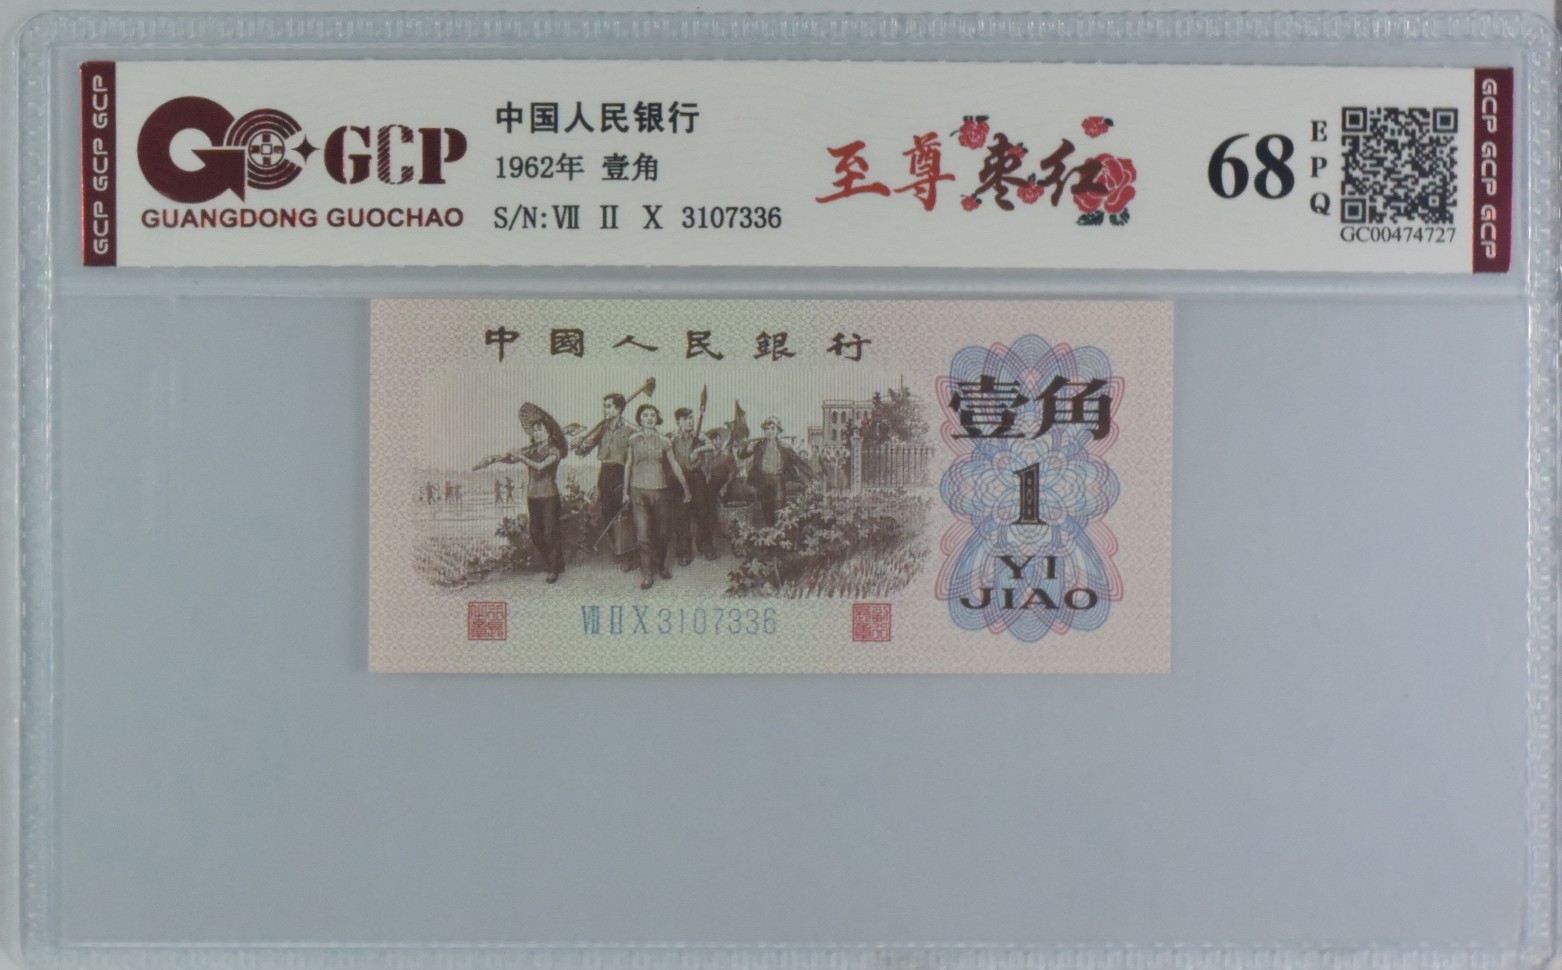 GCP GCP GCP
GCP
GUANGDONG GUOCHAO
中国人民银行
1962年 壹角
S/N: Ⅶ Ⅱ X 3107336
至尊枣红
68
EPQ
GC00474727
GCP GCP GCP
中國人民銀行
壹角
1
YI
JIAO
Ⅶ Ⅱ X 3107336